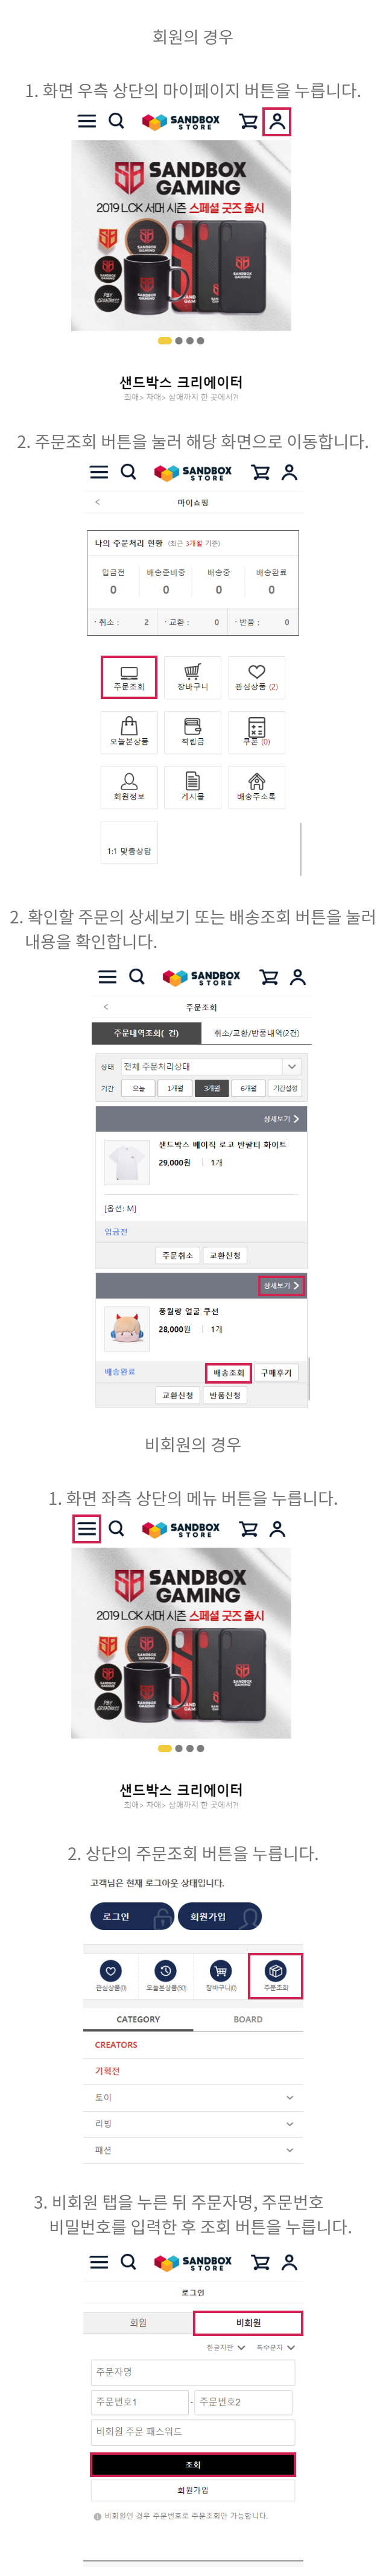 회원의 경우
1. 화면 우측 상단의 마이페이지 버튼을 누릅니다.
SANDBOX
STORE
SANDBOX
GAMING
2019 LCK 서머 시즌 스페셜 굿즈 출시
샌드박스 크리에이터
최애> 차애> 심애까지 한 곳에서?!
2. 주문조회 버튼을 눌러 해당 화면으로 이동합니다.
SANDBOX
STORE
<
마이쇼핑
나의 주문처리 현황 (최근 3개월 기준)
입금전 배송준비중 배송중 배송완료
0 0 0 0
· 취소 : 2 · 교환 : 0 · 반품 : 0
주문조회 장바구니 관심상품 (2)
오늘본상품 적립금 쿠폰 (0)
회원정보 게시물 배송주소록
1:1 맞춤상담
2. 확인할 주문의 상세보기 또는 배송조회 버튼을 눌러
내용을 확인합니다.
SANDBOX
STORE
<
주문조회
주문내역조회( 건) 취소/교환/반품내역(2건)
상태 전체 주문처리상태
기간 오늘 1개월 3개월 6개월 기간설정
상세보기 >
샌드박스 베이직 로고 반팔티 화이트
29,000원 | 1개
[옵션: M]
입금전
주문취소 교환신청
상세보기 >
풍월량 얼굴 쿠션
28,000원 | 1개
배송완료 배송조회 구매후기
교환신청 반품신청
비회원의 경우
1. 화면 좌측 상단의 메뉴 버튼을 누릅니다.
SANDBOX
STORE
SANDBOX
GAMING
2019 LCK 서머 시즌 스페셜 굿즈 출시
샌드박스 크리에이터
최애> 차애> 심애까지 한 곳에서?!
2. 상단의 주문조회 버튼을 누릅니다.
고객님은 현재 로그아웃 상태입니다.
로그인 회원가입
관심상품(0) 오늘본상품(50) 장바구니(0) 주문조회
CATEGORY BOARD
CREATORS
기획전
토이
리빙
패션
3. 비회원 탭을 누른 뒤 주문자명, 주문번호
비밀번호를 입력한 후 조회 버튼을 누릅니다.
SANDBOX
STORE
로그인
회원 비회원
한글자판 특수문자
주문자명
주문번호1 - 주문번호2
비회원 주문 패스워드
조회
회원가입
비회원인 경우 주문번호로 주문조회만 가능합니다.